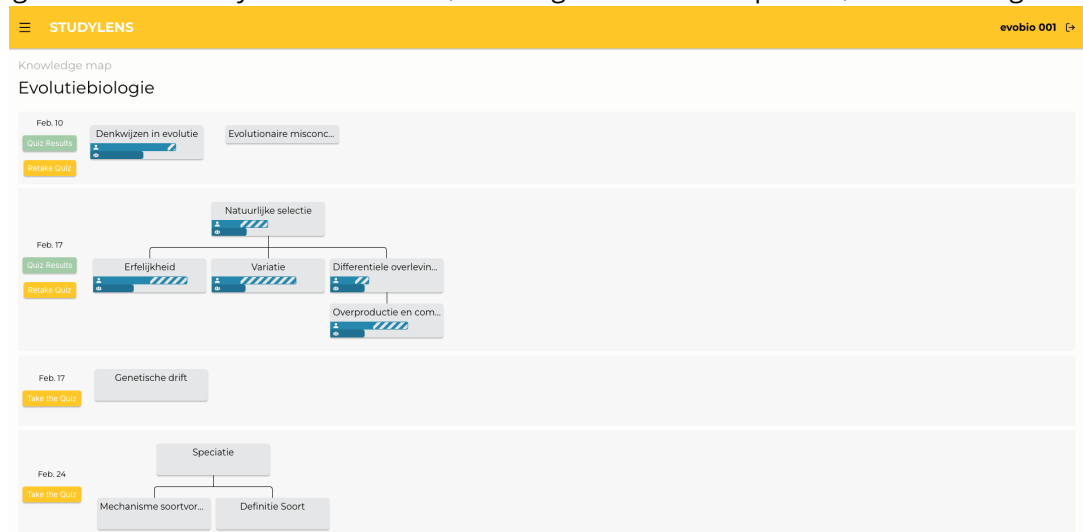 STUDYLENS
evobio 001
Knowledge map
Evolutiebiologie
Feb. 10
Quiz Results
Retake Quiz
Denkwijzen in evolutie
Evolutionaire misconc...
Feb. 17
Quiz Results
Retake Quiz
Natuurlijke selectie
Erfelijkheid
Variatie
Differentiele overlevin...
Overproductie en com...
Feb. 17
Take the Quiz
Genetische drift
Feb. 24
Take the Quiz
Speciatie
Mechanisme soortvor...
Definitie Soort